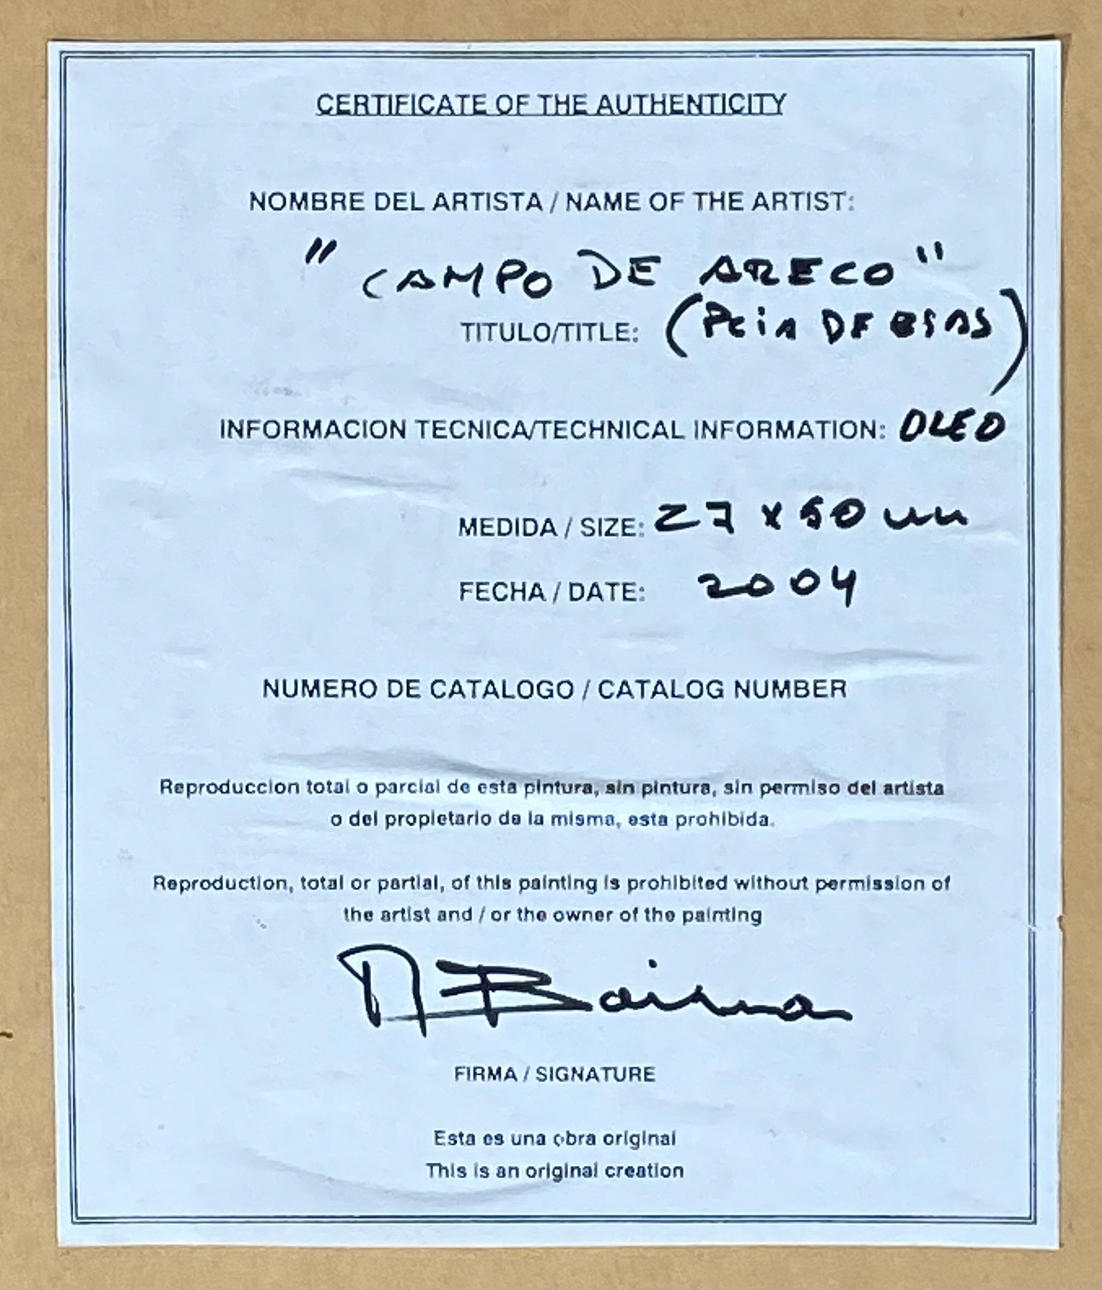 CERTIFICATE OF THE AUTHENTICITY
NOMBRE DEL ARTISTA / NAME OF THE ARTIST:
"CAMPO DE ARECO"
TITULO/TITLE: (PCIA DE BSAS)
INFORMACION TECNICA/TECHNICAL INFORMATION: OLEO
MEDIDA / SIZE: 27 x 50 cm
FECHA / DATE: 2004
NUMERO DE CATALOGO / CATALOG NUMBER
Reproduccion total o parcial de esta pintura, sin pintura, sin permiso del artista
o del propietario de la misma, esta prohibida.
Reproduction, total or partial, of this painting is prohibited without permission of
the artist and / or the owner of the painting
FIRMA / SIGNATURE
Esta es una obra original
This is an original creation